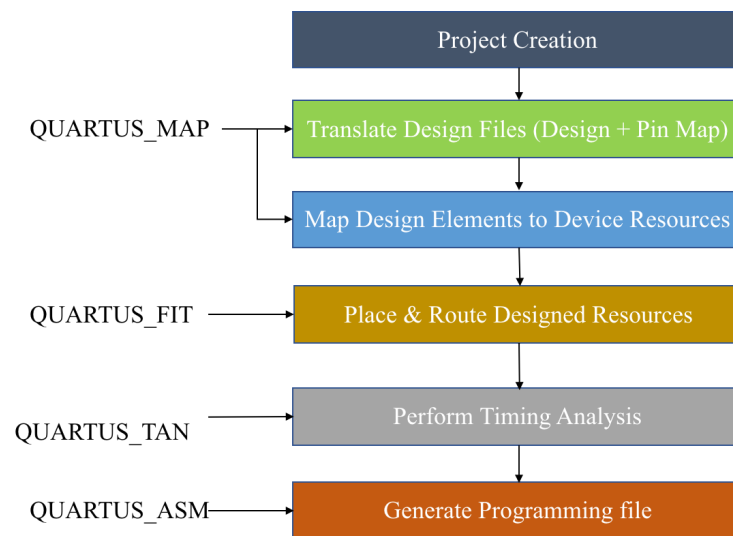 Project Creation
QUARTUS_MAP
Translate Design Files (Design + Pin Map)
Map Design Elements to Device Resources
QUARTUS_FIT
Place & Route Designed Resources
QUARTUS_TAN
Perform Timing Analysis
QUARTUS_ASM
Generate Programming file